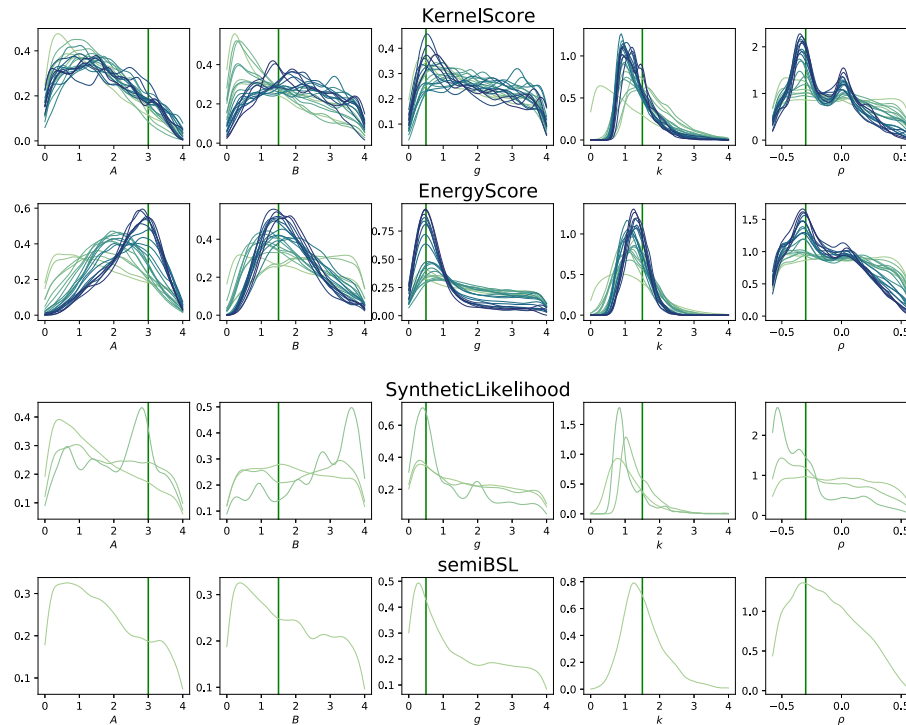 KernelScore
0.4 0.2 0.0 0 1 2 3 4 A
0.4 0.2 0.0 0 1 2 3 4 B
0.4 0.3 0.2 0.1 0 1 2 3 4 g
1.0 0.5 0.0 0 1 2 3 4 k
2 1 0 −0.5 0.0 0.5 ρ
EnergyScore
0.6 0.4 0.2 0.0 0 1 2 3 4 A
0.4 0.2 0.0 0 1 2 3 4 B
0.75 0.50 0.25 0.00 0 1 2 3 4 g
1.0 0.5 0.0 0 1 2 3 4 k
1.5 1.0 0.5 0.0 −0.5 0.0 0.5 ρ
SyntheticLikelihood
0.4 0.3 0.2 0.1 0 1 2 3 4 A
0.5 0.4 0.3 0.2 0.1 0 1 2 3 4 B
0.6 0.4 0.2 0 1 2 3 4 g
1.5 1.0 0.5 0.0 0 1 2 3 4 k
2 1 0 −0.5 0.0 0.5 ρ
semiBSL
0.3 0.2 0.1 0 1 2 3 4 A
0.3 0.2 0.1 0 1 2 3 4 B
0.5 0.4 0.3 0.2 0.1 0 1 2 3 4 g
0.8 0.6 0.4 0.2 0.0 0 1 2 3 4 k
1.0 0.5 0.0 −0.5 0.0 0.5 ρ